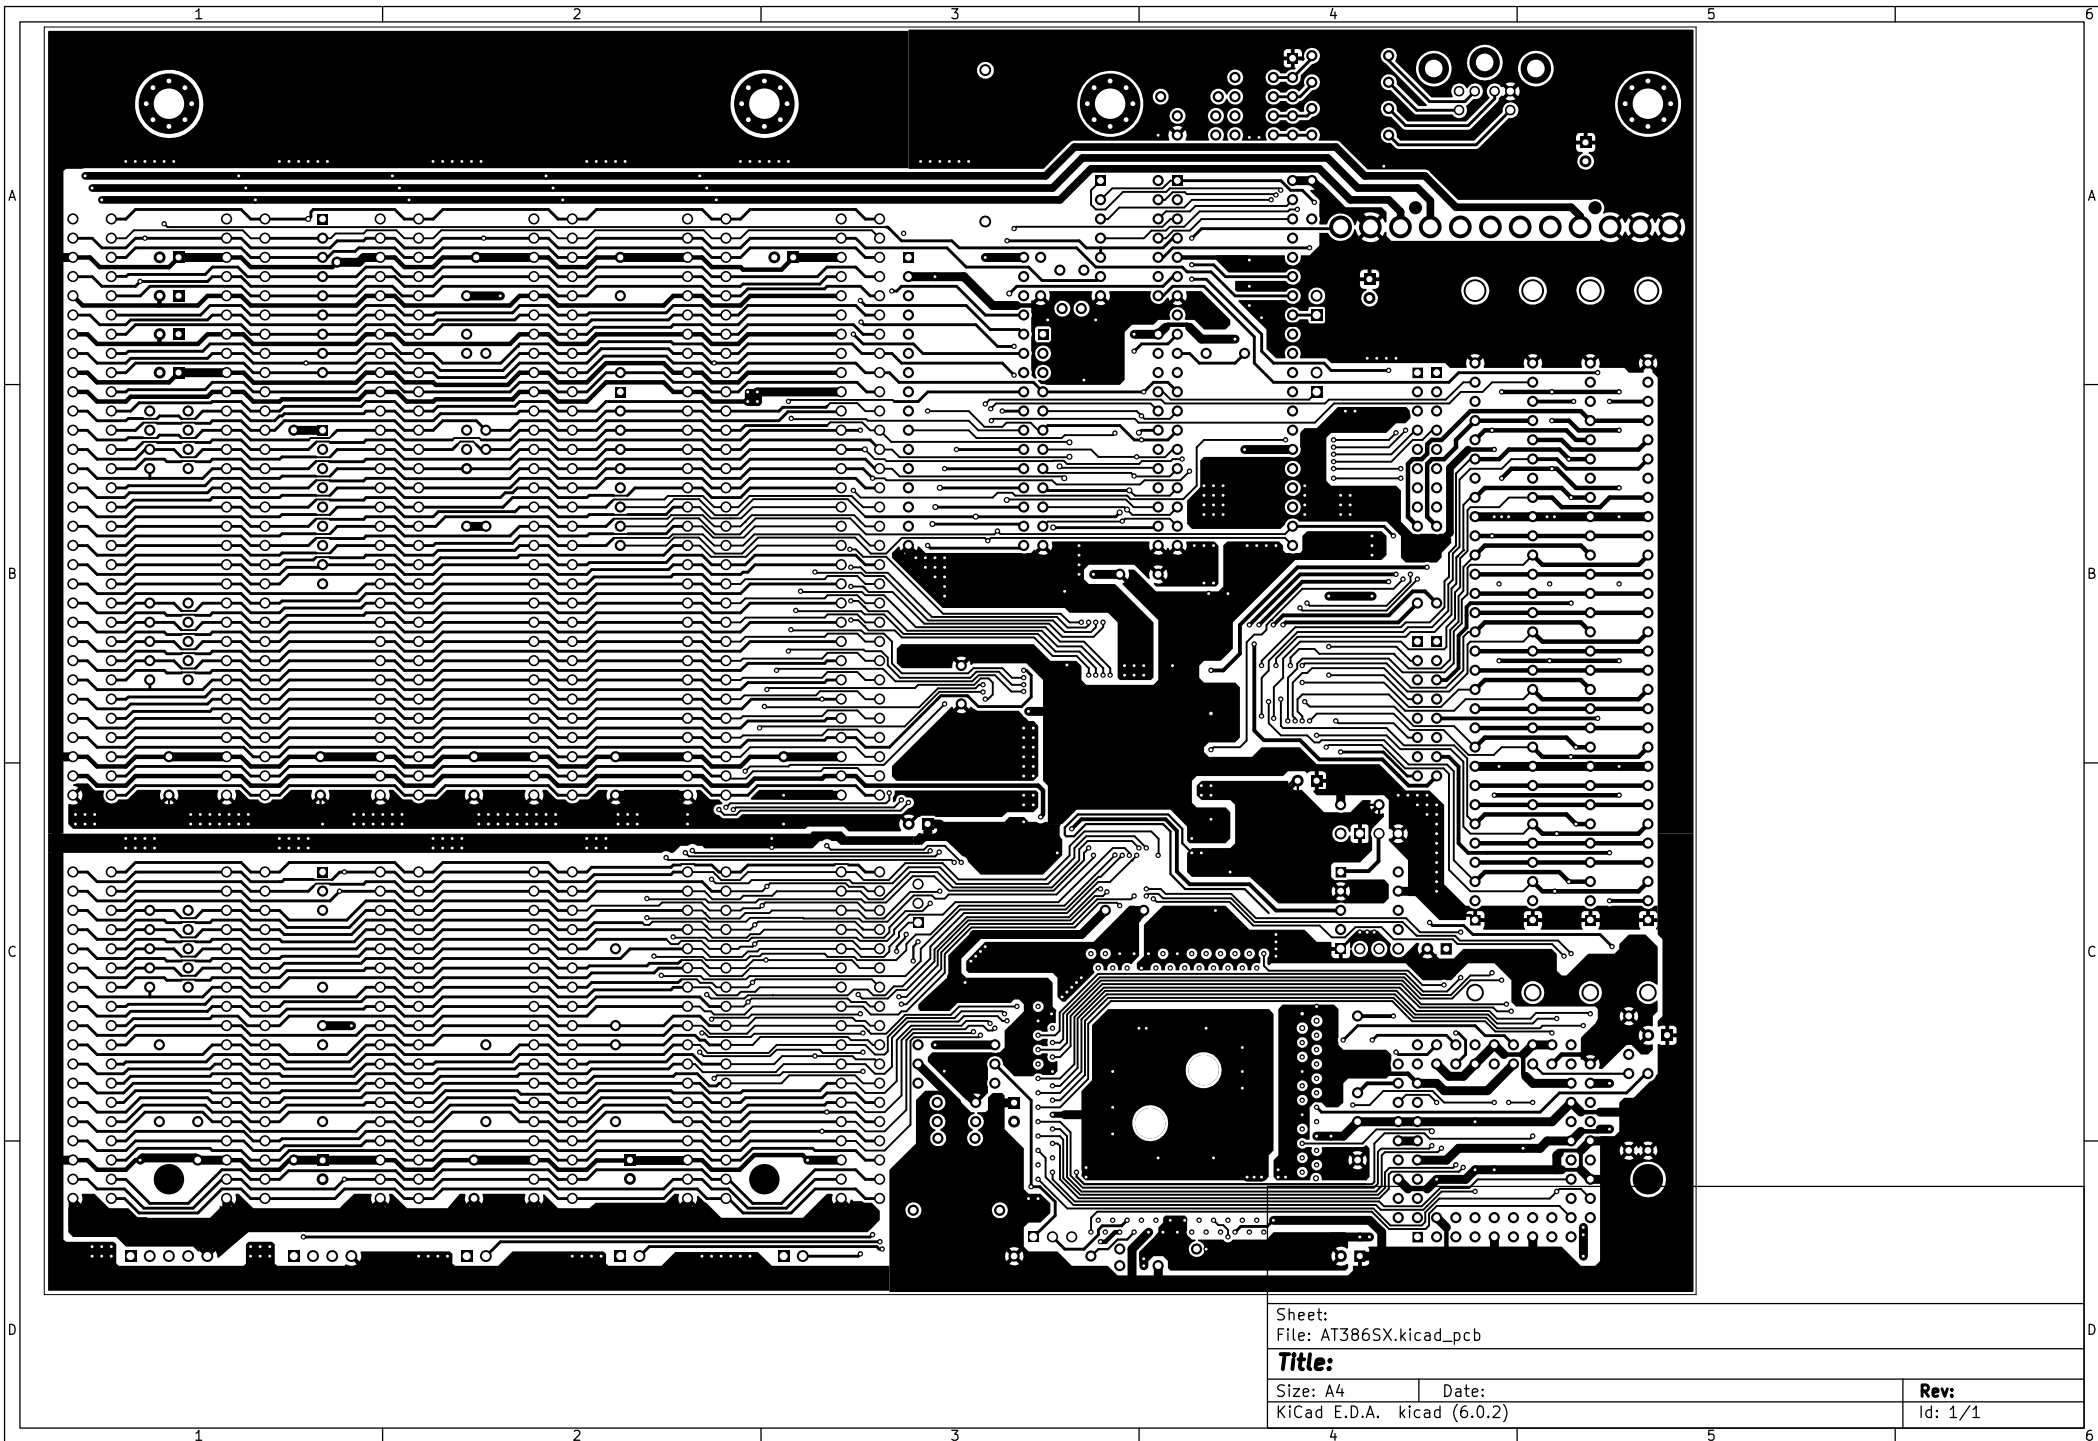 1 2 3 4 5 6
A A
B B
C C
D D
Sheet:
File: AT386SX.kicad_pcb
Title:
Size: A4 Date: Rev:
KiCad E.D.A. kicad (6.0.2) Id: 1/1
1 2 3 4 5 6